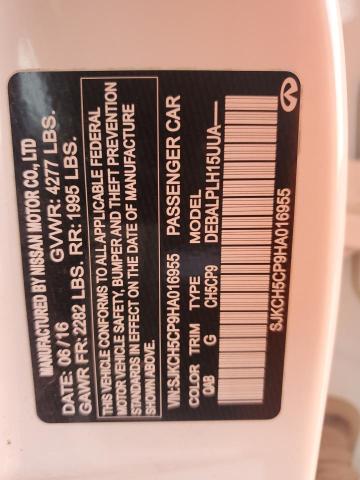 MANUFACTURED BY NISSAN MOTOR CO., LTD
DATE: 06 / 16 GVWR: 4277 LBS.
GAWR FR: 2282 LBS. RR: 1995 LBS.
THIS VEHICLE CONFORMS TO ALL APPLICABLE FEDERAL
MOTOR VEHICLE SAFETY, BUMPER AND THEFT PREVENTION
STANDARDS IN EFFECT ON THE DATE OF MANUFACTURE
SHOWN ABOVE.
VIN:SJKCH5CP9HA016955 PASSENGER CAR
COLOR TRIM TYPE MODEL
0AB G CH5CP9 DEBALPLH15UUA—
SJKCH5CP9HA016955